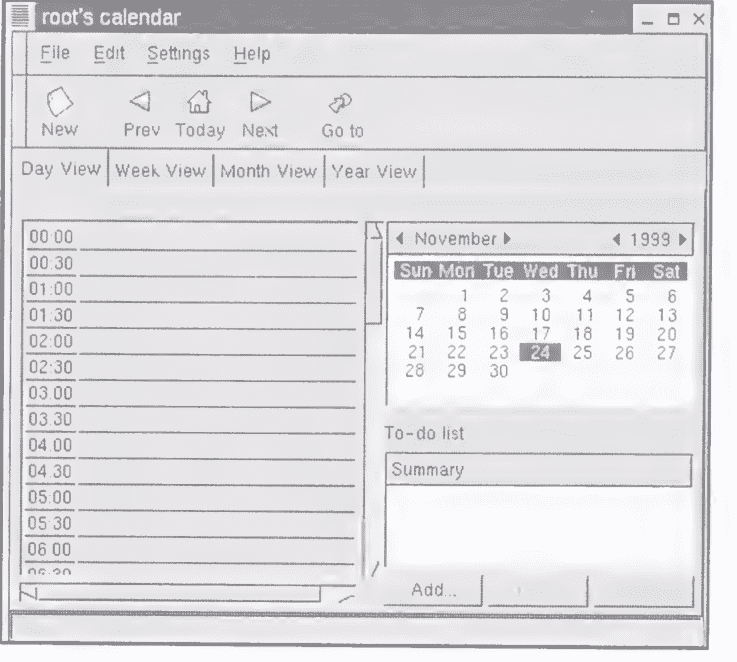 root's calendar
File Edit Settings Help
New Prev Today Next Go to
Day View Week View Month View Year View
00:00
00:30
01:00
01:30
02:00
02:30
03:00
03:30
04:00
04:30
05:00
05:30
06:00
06:30
November 1999
Sun Mon Tue Wed Thu Fri Sat
1 2 3 4 5 6
7 8 9 10 11 12 13
14 15 16 17 18 19 20
21 22 23 24 25 26 27
28 29 30
To-do list
Summary
Add...